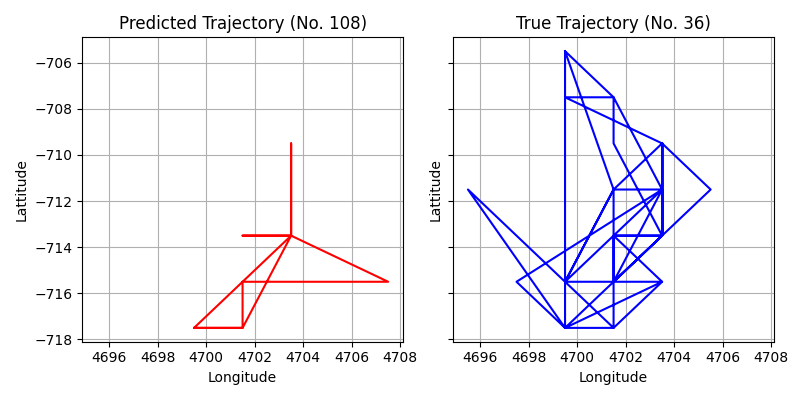 Predicted Trajectory (No. 108)
True Trajectory (No. 36)
−706
−708
−710
−712
−714
−716
−718
Lattitude
Lattitude
4696 4698 4700 4702 4704 4706 4708
4696 4698 4700 4702 4704 4706 4708
Longitude
Longitude